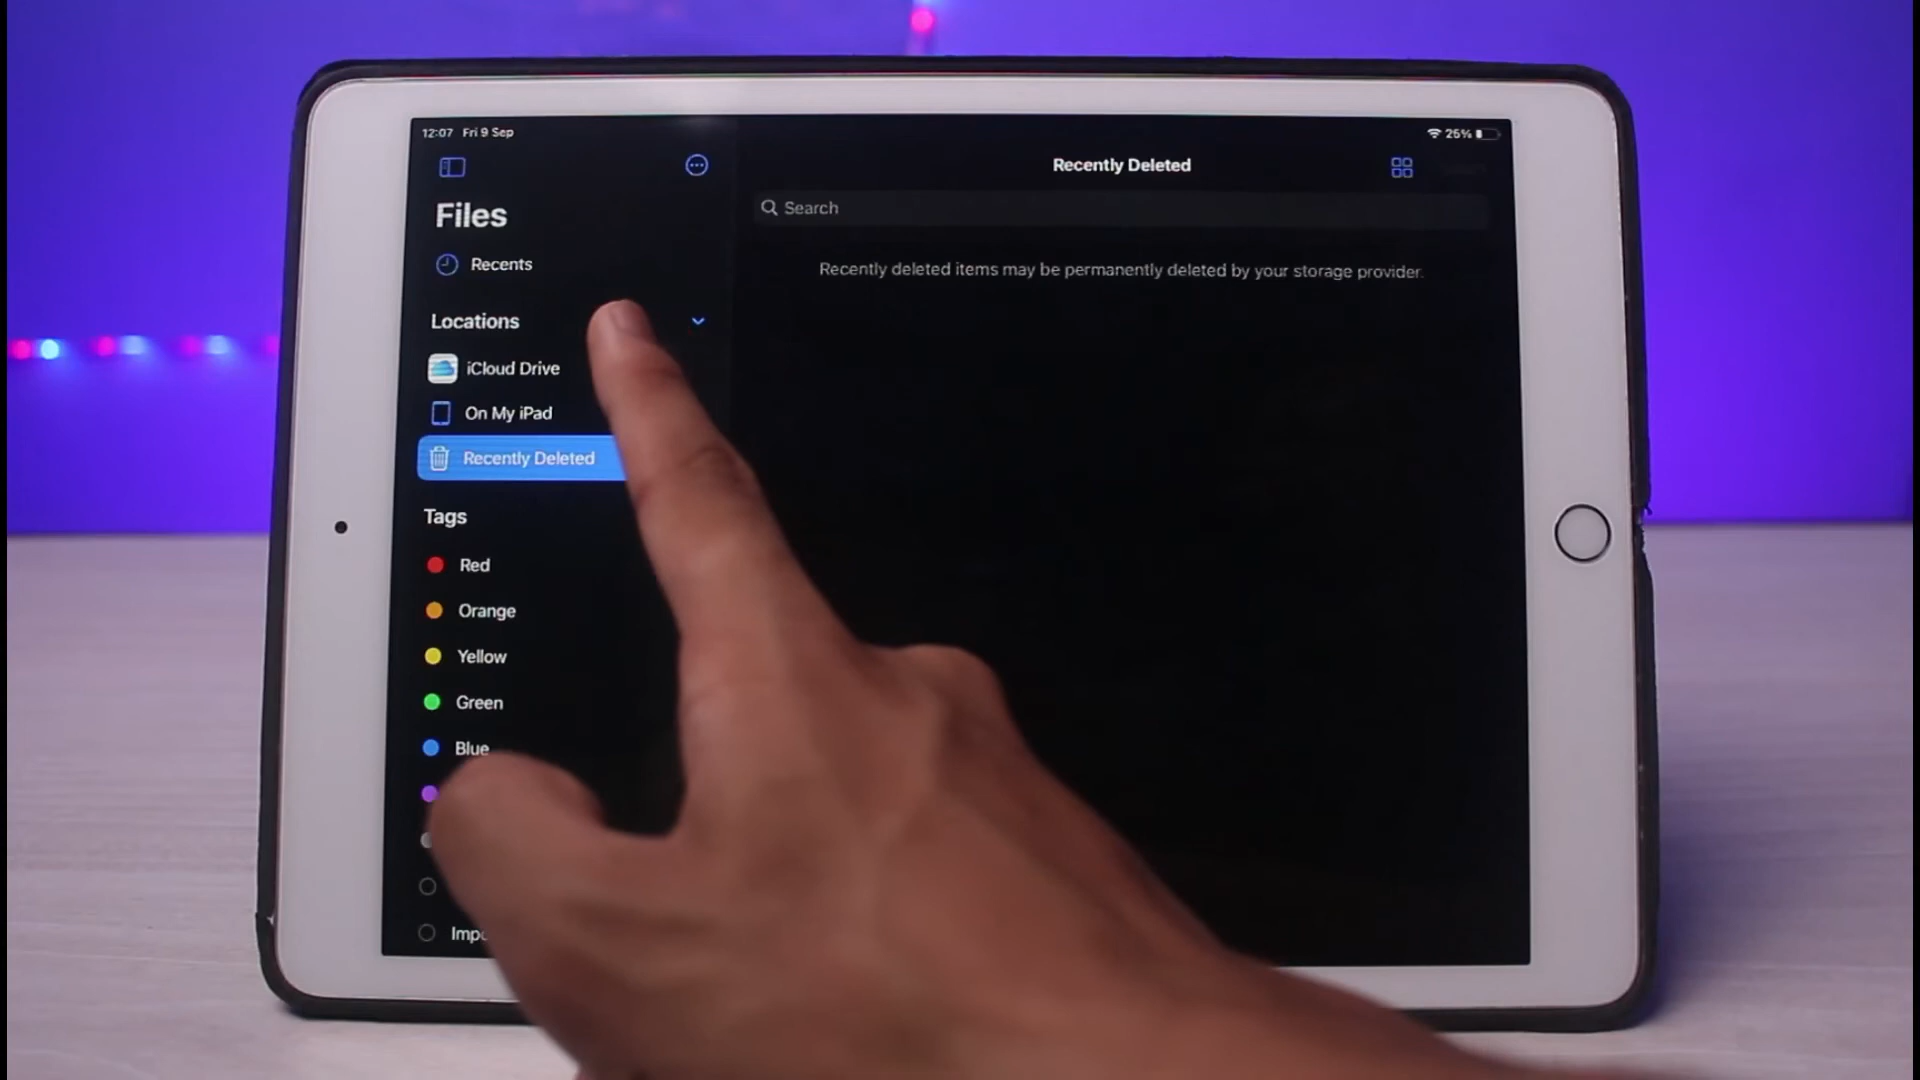 12:07 Fri 9 Sep
25%
Files
Recents
Locations
iCloud Drive
On My iPad
Recently Deleted
Tags
Red
Orange
Yellow
Green
Blue
Recently Deleted
Search
Recently deleted items may be permanently deleted by your storage provider.